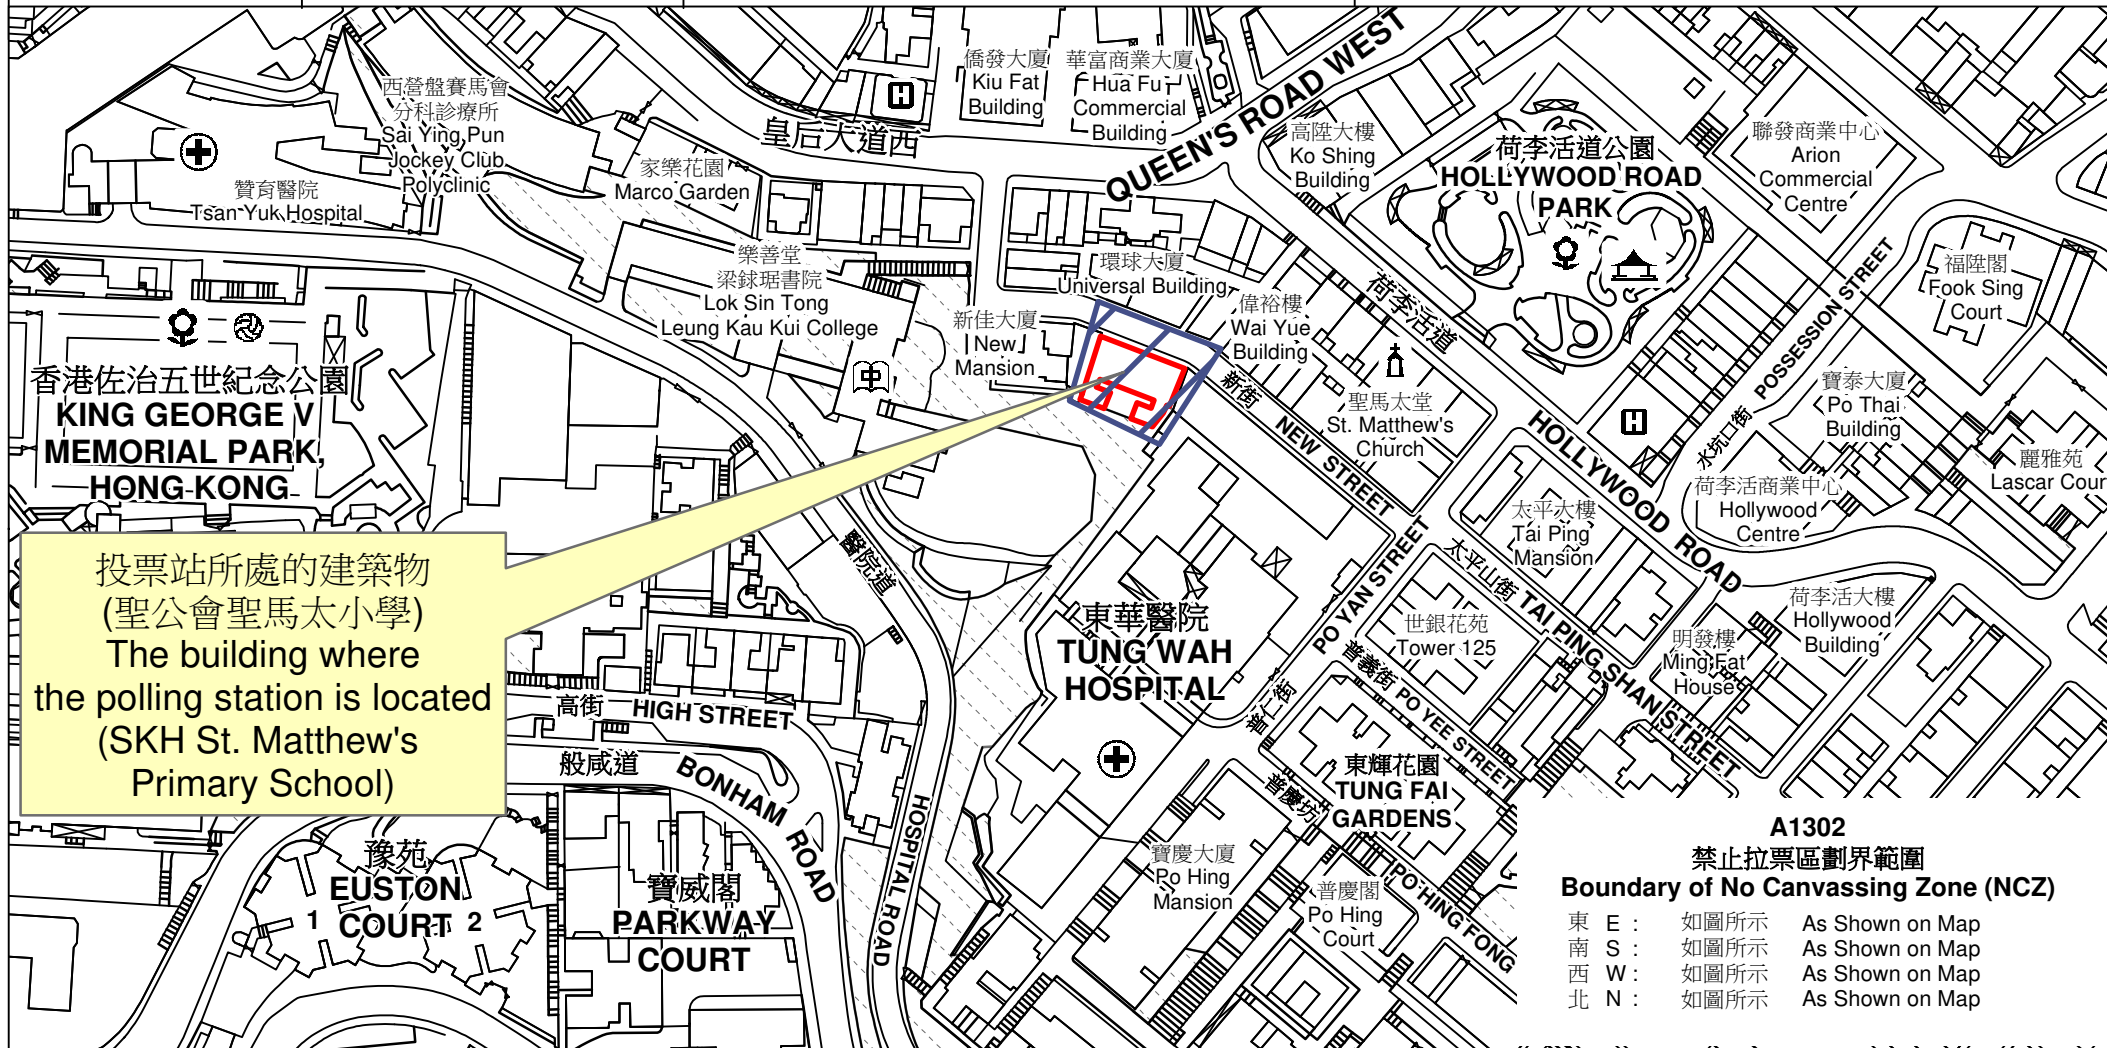 西營盤賽馬會
分科診療所
Sai Ying Pun
Jockey Club
Polyclinic
贊育醫院
Tsan Yuk Hospital
家樂花園
Marco Garden
皇后大道西
QUEEN'S ROAD WEST
僑發大廈
Kiu Fat
Building
華富商業大廈
Hua Fu
Commercial
Building
高陞大樓
Ko Shing
Building
荷李活道公園
HOLLYWOOD ROAD
PARK
聯發商業中心
Arion
Commercial
Centre
福陞閣
Fook Sing
Court
樂善堂
梁銶琚書院
Lok Sin Tong
Leung Kau Kui College
環球大廈
Universal Building
新佳大廈
New
Mansion
偉裕樓
Wai Yue
Building
荷李活道
HOLLYWOOD ROAD
水坑口街 POSSESSION STREET
新街 NEW STREET
聖馬太堂
St. Matthew's
Church
寶泰大廈
Po Thai
Building
麗雅苑
Lascar Cour
荷李活商業中心
Hollywood
Centre
太平大樓
Tai Ping
Mansion
香港佐治五世紀念公園
KING GEORGE V
MEMORIAL PARK,
HONG KONG
投票站所處的建築物
(聖公會聖馬太小學)
The building where
the polling station is located
(SKH St. Matthew's
Primary School)
醫院道
HOSPITAL ROAD
東華醫院
TUNG WAH
HOSPITAL
普仁街
PO YAN STREET
太平山街 TAI PING SHAN STREET
世銀花苑
Tower 125
普義街 PO YEE STREET
明發樓
Ming Fat
House
荷李活大樓
Hollywood
Building
高街 HIGH STREET
般咸道 BONHAM ROAD
東輝花園
TUNG FAI
GARDENS
普慶坊
PO HING FONG
寶慶大廈
Po Hing
Mansion
普慶閣
Po Hing
Court
豫苑
EUSTON
COURT
1
2
寶威閣
PARKWAY
COURT
A1302
禁止拉票區劃界範圍
Boundary of No Canvassing Zone (NCZ)
東 E : 如圖所示 As Shown on Map
南 S : 如圖所示 As Shown on Map
西 W : 如圖所示 As Shown on Map
北 N : 如圖所示 As Shown on Map